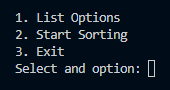 1. List Options
2. Start Sorting
3. Exit
Select and option: